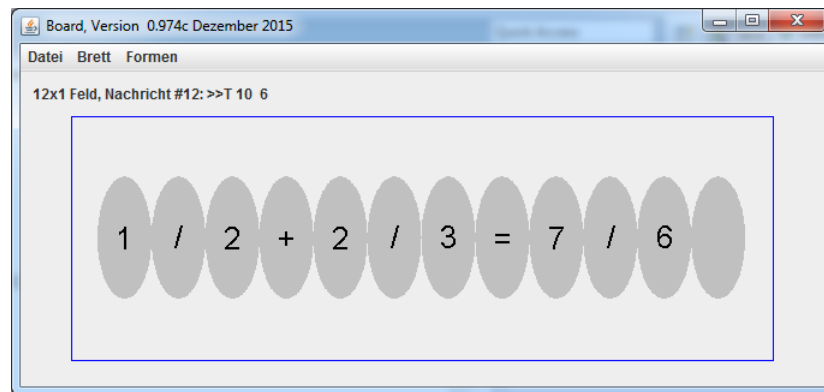 Board, Version 0.974c Dezember 2015
Datei Brett Formen
12x1 Feld, Nachricht #12: >>T 10 6
1 / 2 + 2 / 3 = 7 / 6